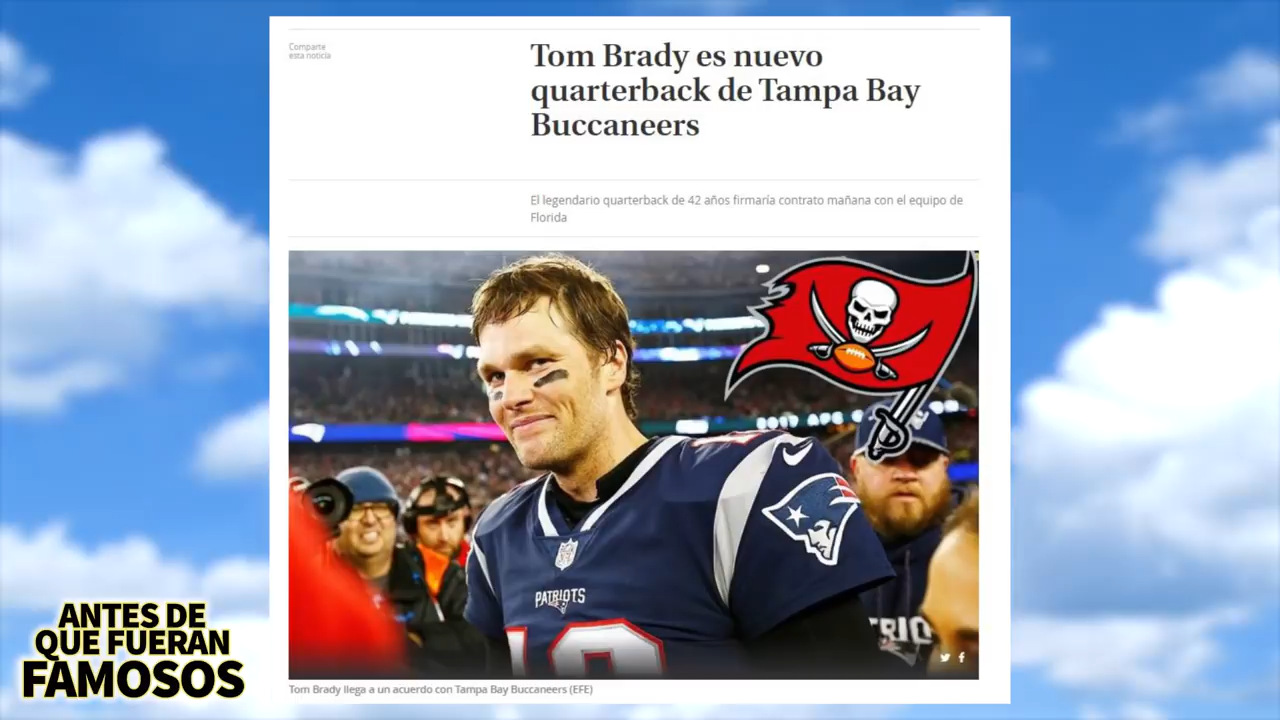 Comparte
esta noticia
Tom Brady es nuevo
quarterback de Tampa Bay
Buccaneers
El legendario quarterback de 42 años firmaría contrato mañana con el equipo de
Florida
PATRIOTS
ANTES DE
QUE FUERAN
FAMOSOS
Tom Brady llega a un acuerdo con Tampa Bay Buccaneers (EFE)